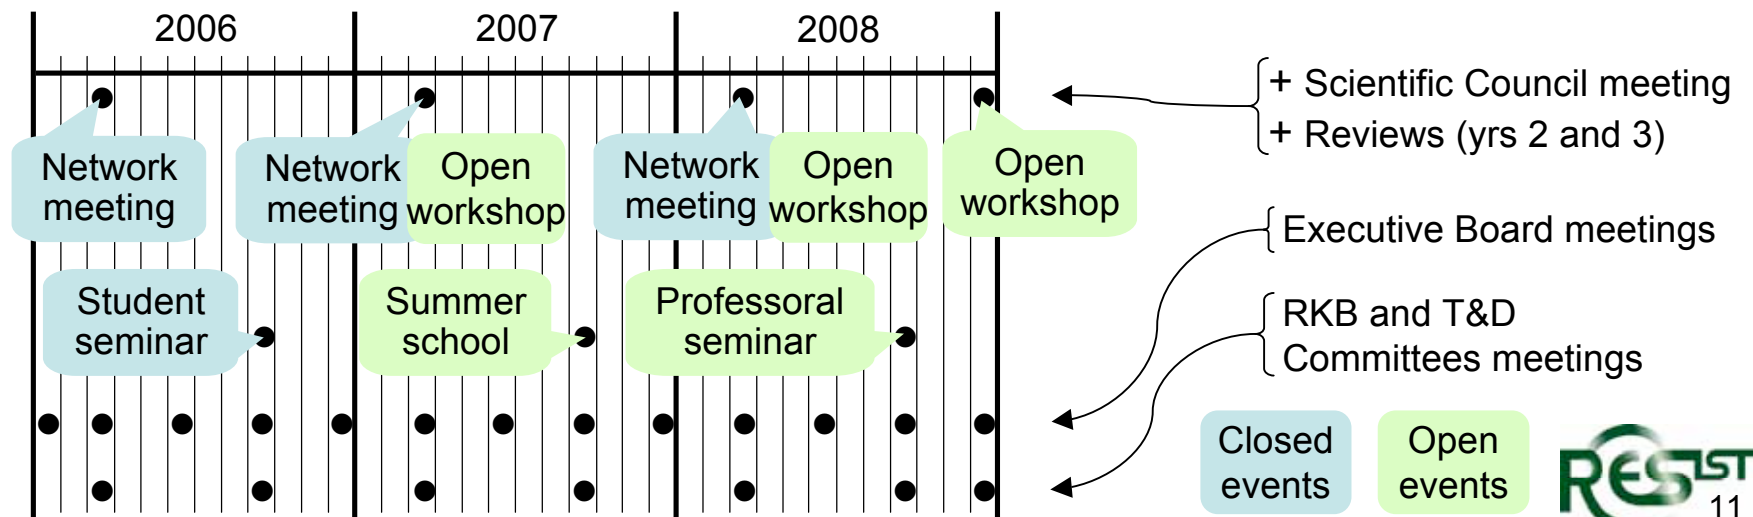 2006
2007
2008
+ Scientific Council meeting
+ Reviews (yrs 2 and 3)
Network
meeting
Network
meeting
Open
workshop
Network
meeting
Open
workshop
Open
workshop
Executive Board meetings
Student
seminar
Summer
school
Professoral
seminar
RKB and T&D
Committees meetings
Closed
events
Open
events
RESIST
11